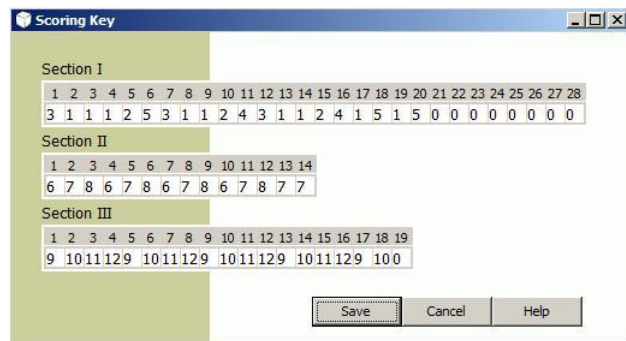 Scoring Key
Section I
1 2 3 4 5 6 7 8 9 10 11 12 13 14 15 16 17 18 19 20 21 22 23 24 25 26 27 28
3 1 1 1 2 5 3 1 1 2 4 3 1 1 2 4 1 5 1 5 0 0 0 0 0 0 0 0
Section II
1 2 3 4 5 6 7 8 9 10 11 12 13 14
6 7 8 6 7 8 6 7 8 6 7 8 7 7
Section III
1 2 3 4 5 6 7 8 9 10 11 12 13 14 15 16 17 18 19
9 10 11 12 9 10 11 12 9 10 11 12 9 10 11 12 9 10 0
Save Cancel Help